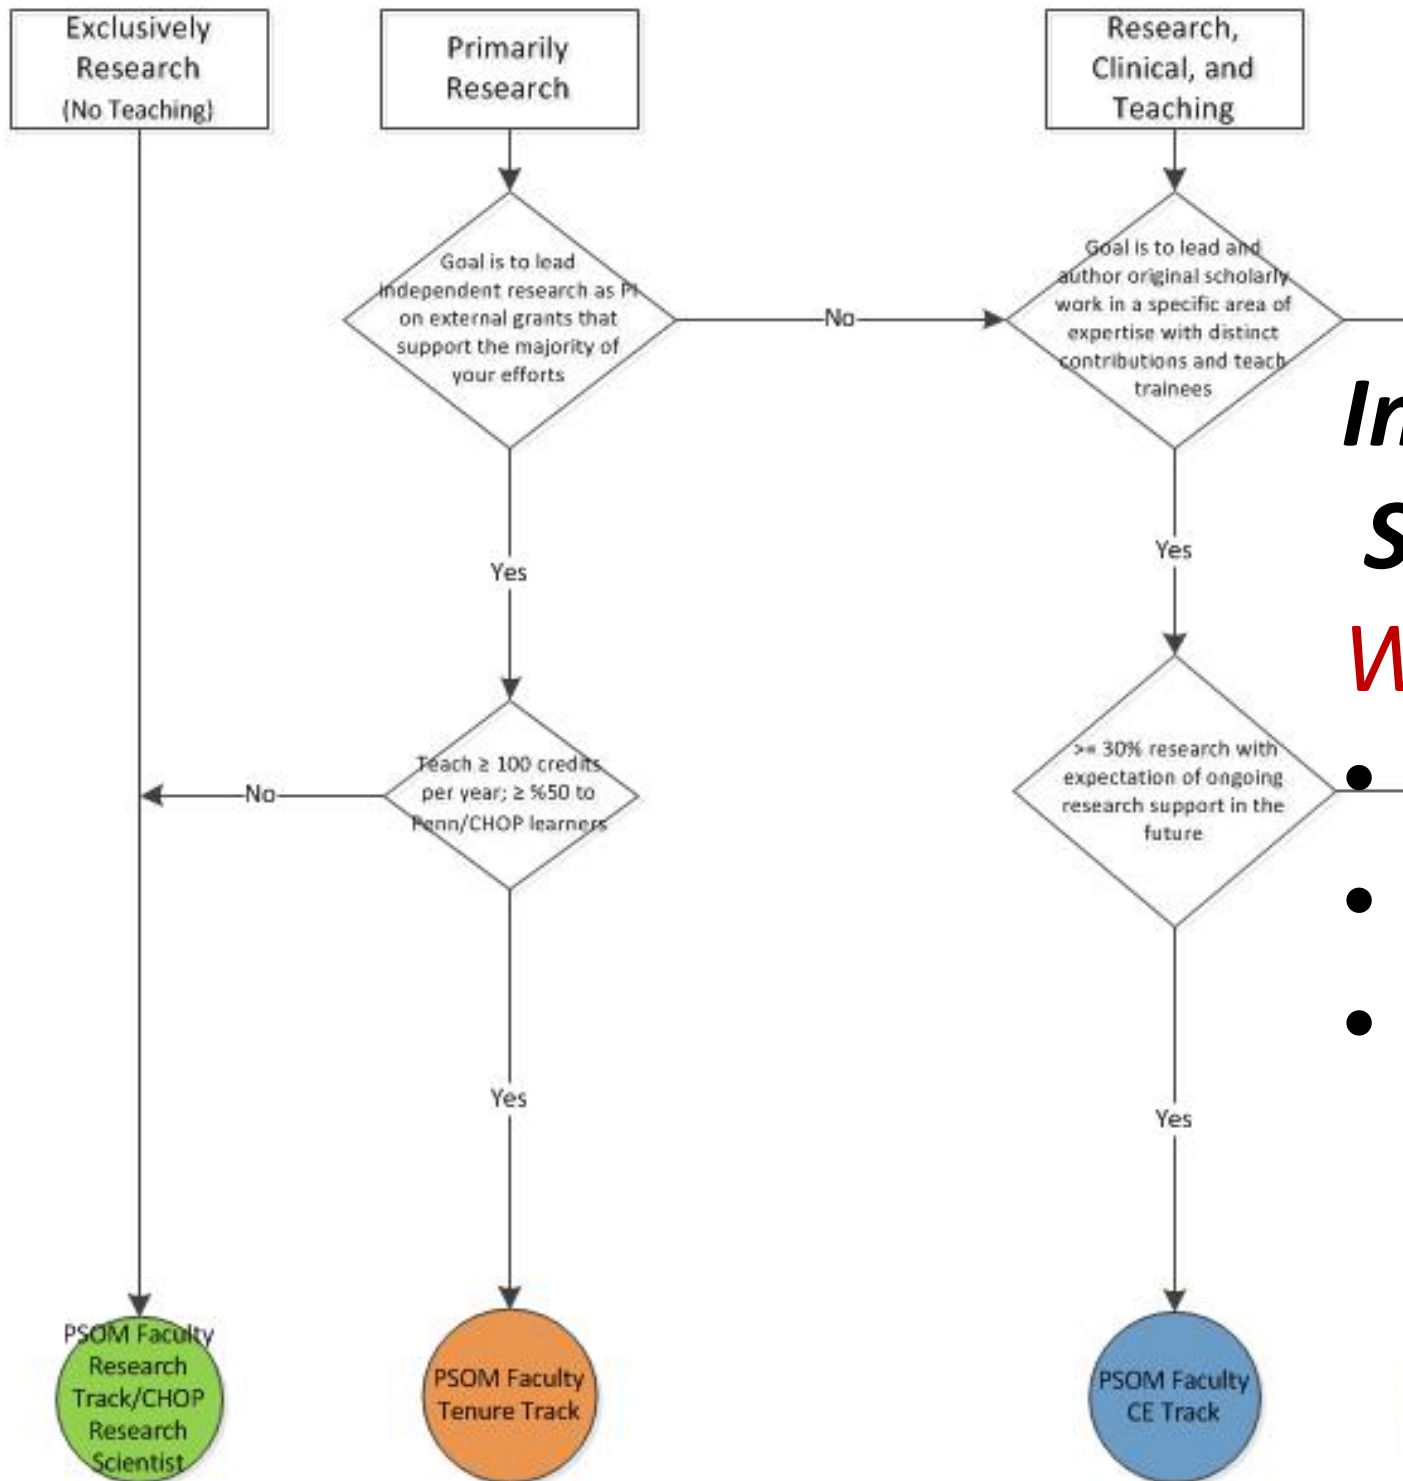 Exclusively
Research
(No Teaching)
Primarily
Research
Research,
Clinical, and
Teaching
Goal is to lead
independent research as PI
on external grants that
support the majority of
your efforts
No
Goal is to lead and
author original scholarly
work in a specific area of
expertise with distinct
contributions and teach
trainees
Yes
Yes
Teach ≥ 100 credits
per year; ≥ %50 to
Penn/CHOP learners
No
>= 30% research with
expectation of ongoing
research support in the
future
Yes
Yes
PSOM Faculty
Research
Track/CHOP
Research
Scientist
PSOM Faculty
Tenure Track
PSOM Faculty
CE Track